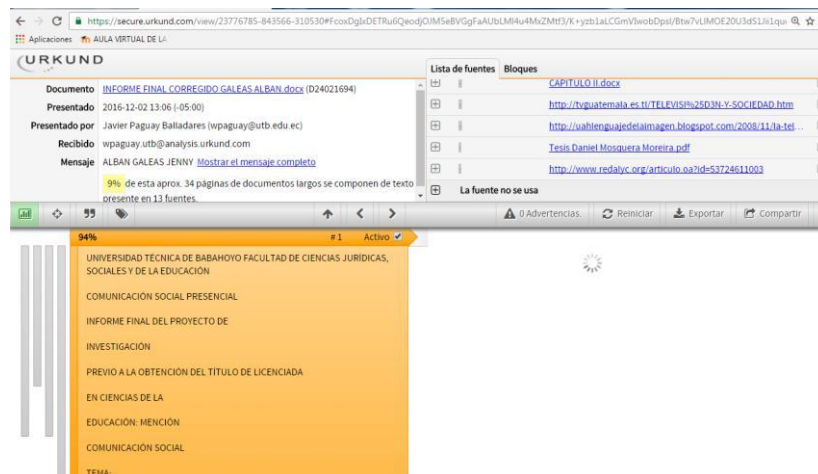 https://secure.urkund.com/view/23776785-843566-310530#
Aplicaciones AULA VIRTUAL DE LA
URKUND
Documento INFORME FINAL CORREGIDO GALEAS ALBAN.docx (D24021694)
Presentado 2016-12-02 13:06 (-05:00)
Presentado por Javier Paguay Balladares (wpaguay@utb.edu.ec)
Recibido wpaguay.utb@analysis.urkund.com
Mensaje ALBAN GALEAS JENNY Mostrar el mensaje completo
9% de esta aprox. 34 páginas de documentos largos se componen de texto
presente en 13 fuentes.
Lista de fuentes Bloques
CAPITULO II.docx
http://tvguatemala.es.tl/TELEVISI%25D3N-Y-SOCIEDAD.htm
http://uahlenguajedelaimagen.blogspot.com/2008/11/la-tel...
Tesis Daniel Mosquera Moreira.pdf
http://www.redalyc.org/articulo.oa?id=53724611003
La fuente no se usa
0 Advertencias. Reiniciar Exportar Compartir
94% #1 Activo
UNIVERSIDAD TÉCNICA DE BABAHOYO FACULTAD DE CIENCIAS JURÍDICAS,
SOCIALES Y DE LA EDUCACIÓN
COMUNICACIÓN SOCIAL PRESENCIAL
INFORME FINAL DEL PROYECTO DE
INVESTIGACIÓN
PREVIO A LA OBTENCIÓN DEL TÍTULO DE LICENCIADA
EN CIENCIAS DE LA
EDUCACIÓN: MENCIÓN
COMUNICACIÓN SOCIAL
TEMA: